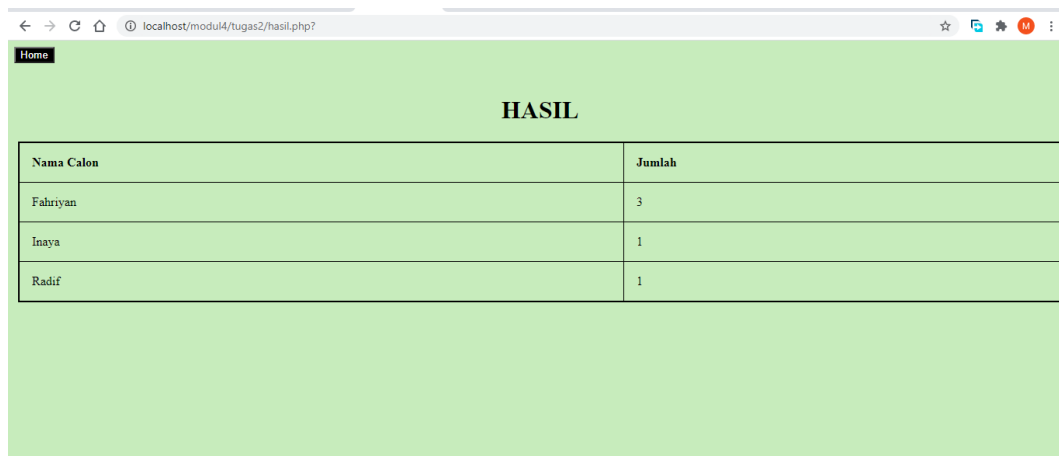 localhost/modul4/tugas2/hasil.php?
M
Home
HASIL
Nama Calon Jumlah
Fahriyan 3
Inaya 1
Radif 1